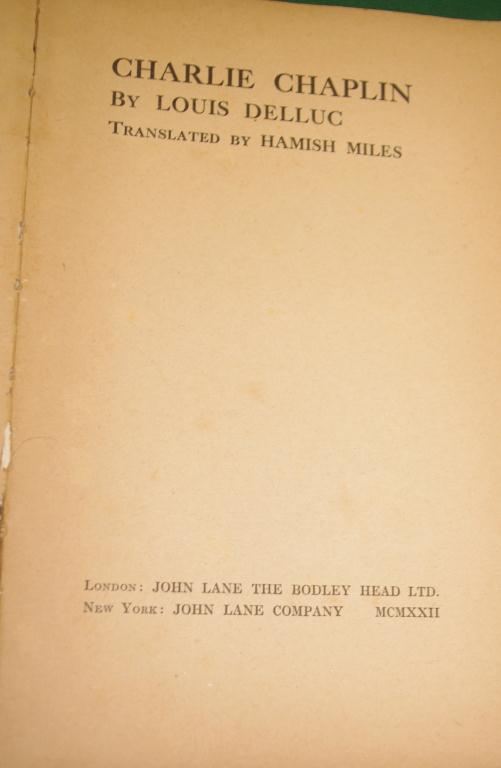 CHARLIE CHAPLIN
BY LOUIS DELLUC
TRANSLATED BY HAMISH MILES
LONDON: JOHN LANE THE BODLEY HEAD LTD.
NEW YORK: JOHN LANE COMPANY MCMXXII